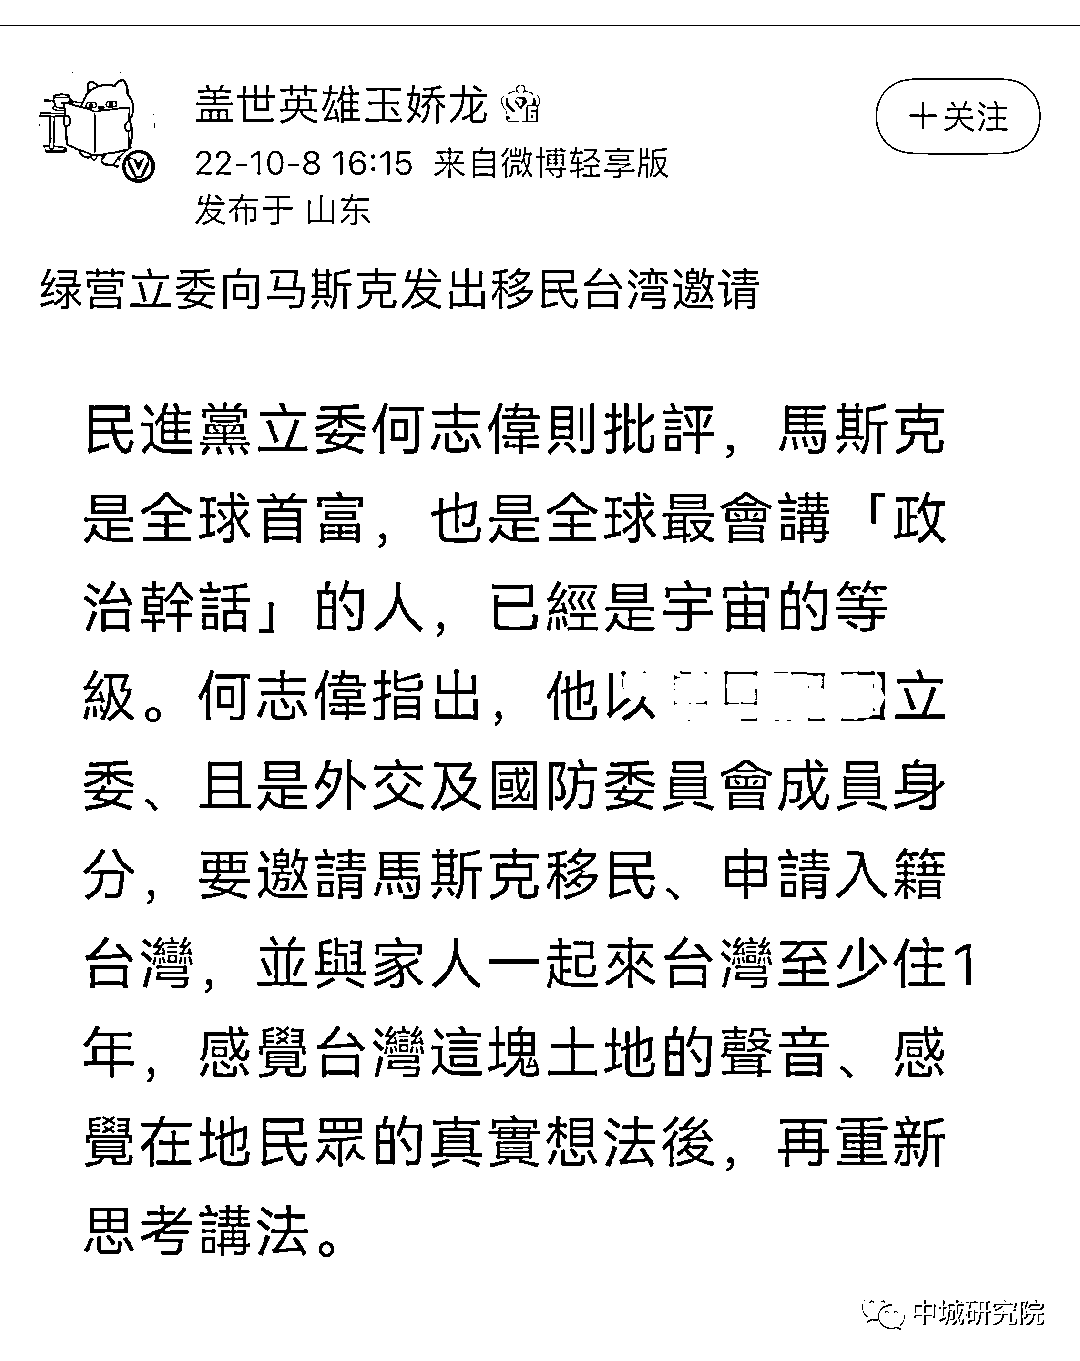 盖世英雄玉娇龙
+关注
22-10-8 16:15 来自微博轻享版
发布于 山东
绿营立委向马斯克发出移民台湾邀请
民進黨立委何志偉則批評，馬斯克
是全球首富，也是全球最會講「政
治幹話」的人，已經是宇宙的等
級。何志偉指出，他以立
委、且是外交及國防委員會成員身
分，要邀請馬斯克移民、申請入籍
台灣，並與家人一起來台灣至少住1
年，感覺台灣這塊土地的聲音、感
覺在地民眾的真實想法後，再重新
思考講法。
中城研究院